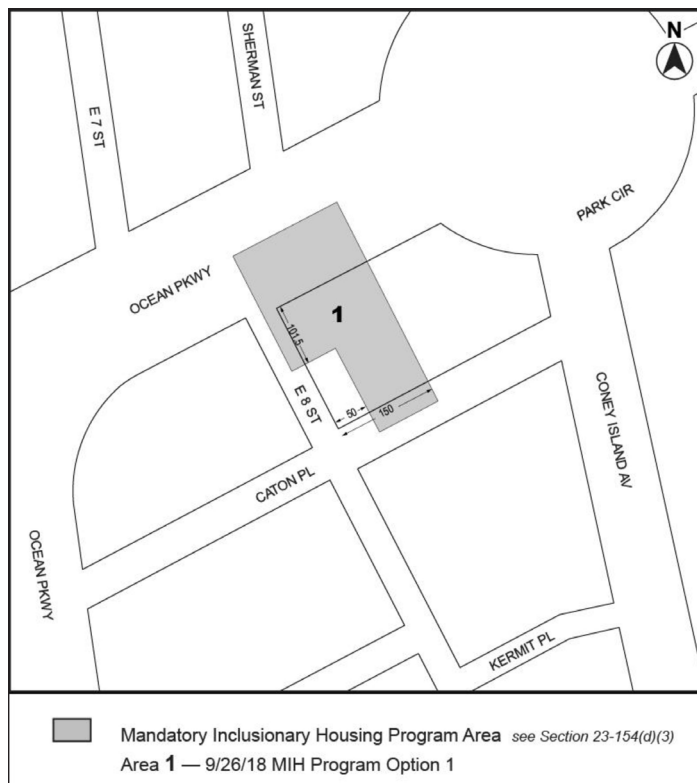 N
SHERMAN ST
E 7 ST
PARK CIR
OCEAN PKWY
1
101.5
E 8 ST
50
150
CONEY ISLAND AV
CATON PL
OCEAN PKWY
KERMIT PL
Mandatory Inclusionary Housing Program Area see Section 23-154(d)(3)
Area 1 — 9/26/18 MIH Program Option 1